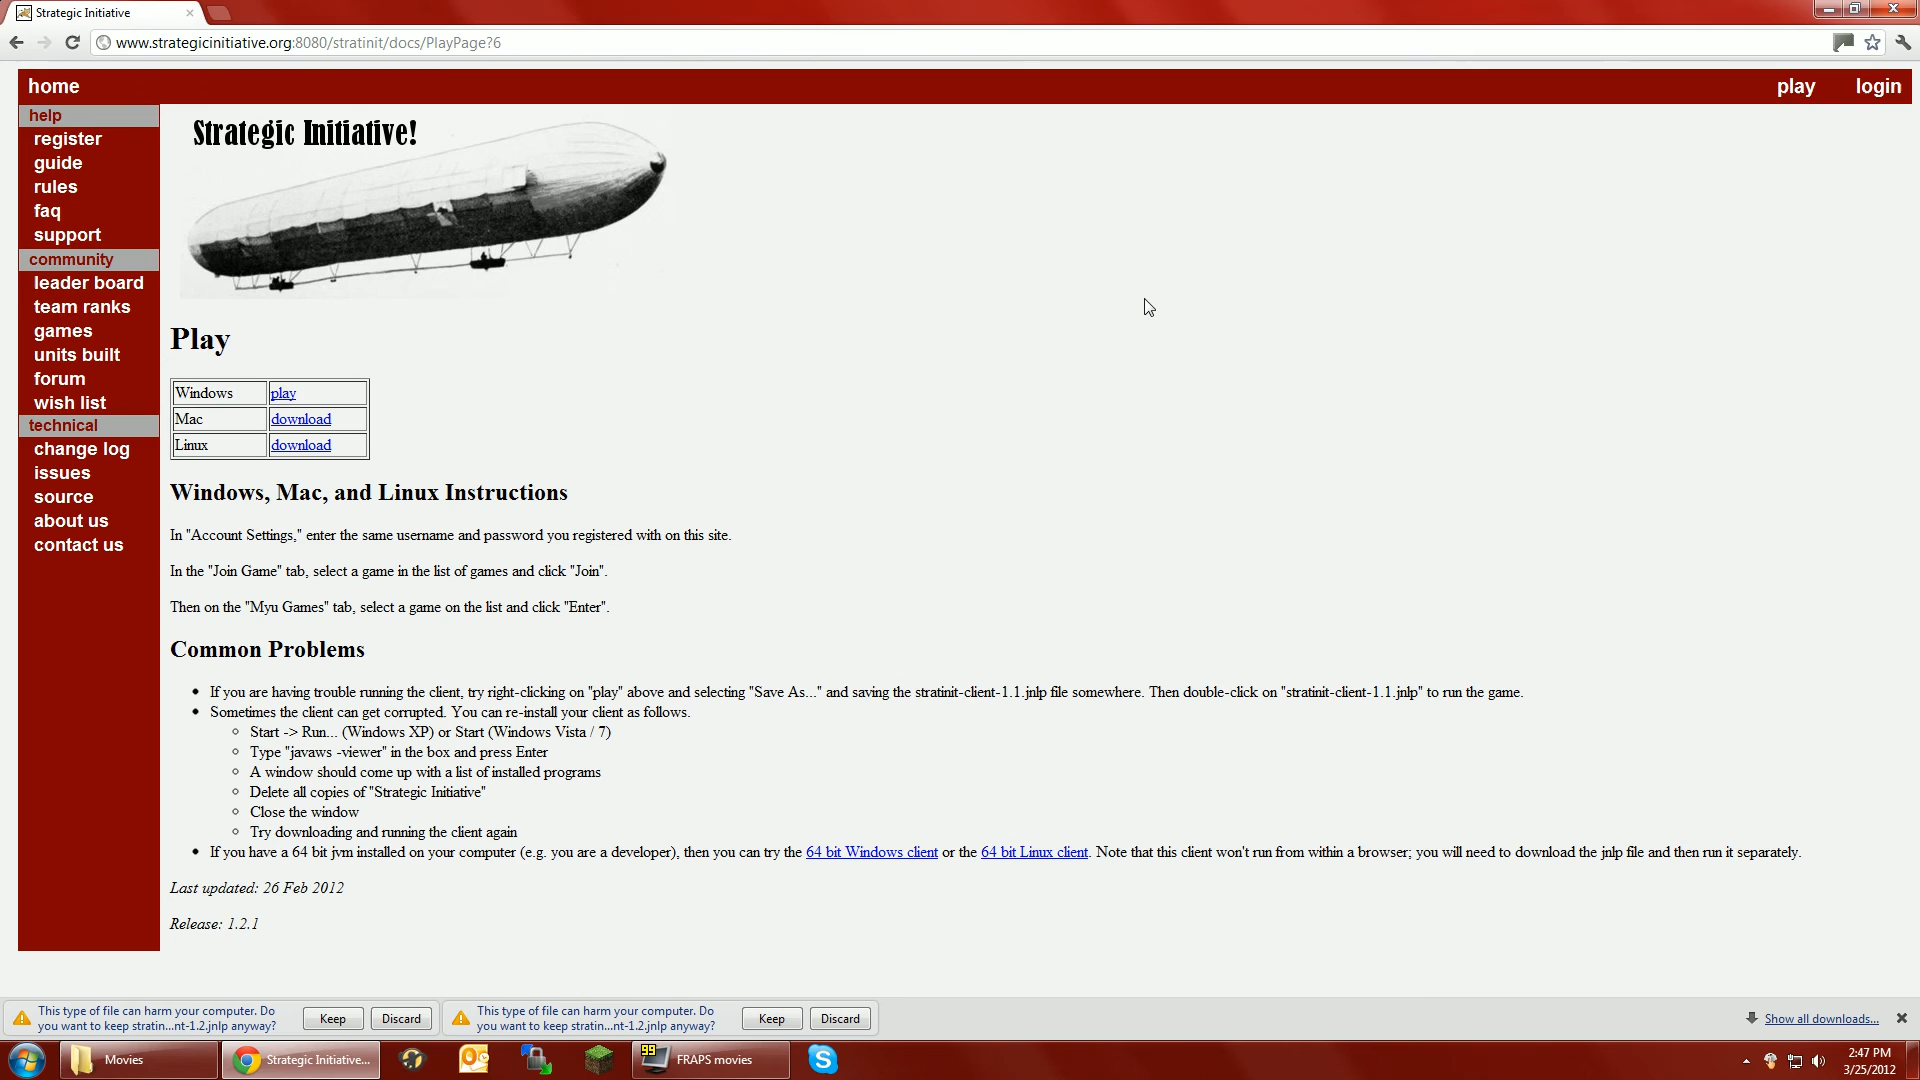 Strategic Initiative
www.strategicinitiative.org:8080/stratinit/docs/PlayPage?6
home
play
login
help
register
guide
rules
faq
support
community
leader board
team ranks
games
units built
forum
wish list
technical
change log
issues
source
about us
contact us
Strategic Initiative!
Play
Windows play
Mac download
Linux download
Windows, Mac, and Linux Instructions
In "Account Settings," enter the same username and password you registered with on this site.
In the "Join Game" tab, select a game in the list of games and click "Join".
Then on the "Myu Games" tab, select a game on the list and click "Enter".
Common Problems
If you are having trouble running the client, try right-clicking on "play" above and selecting "Save As..." and saving the stratinit-client-1.1.jnlp file somewhere. Then double-click on "stratinit-client-1.1.jnlp" to run the game.
Sometimes the client can get corrupted. You can re-install your client as follows.
Start -> Run... (Windows XP) or Start (Windows Vista / 7)
Type "javaws -viewer" in the box and press Enter
A window should come up with a list of installed programs
Delete all copies of "Strategic Initiative"
Close the window
Try downloading and running the client again
If you have a 64 bit jvm installed on your computer (e.g. you are a developer), then you can try the 64 bit Windows client or the 64 bit Linux client. Note that this client won't run from within a browser; you will need to download the jnlp file and then run it separately.
Last updated: 26 Feb 2012
Release: 1.2.1
This type of file can harm your computer. Do
you want to keep stratin...nt-1.2.jnlp anyway?
Keep
Discard
This type of file can harm your computer. Do
you want to keep stratin...nt-1.2.jnlp anyway?
Keep
Discard
Show all downloads...
Movies
Strategic Initiative...
99
FRAPS movies
2:47 PM
3/25/2012